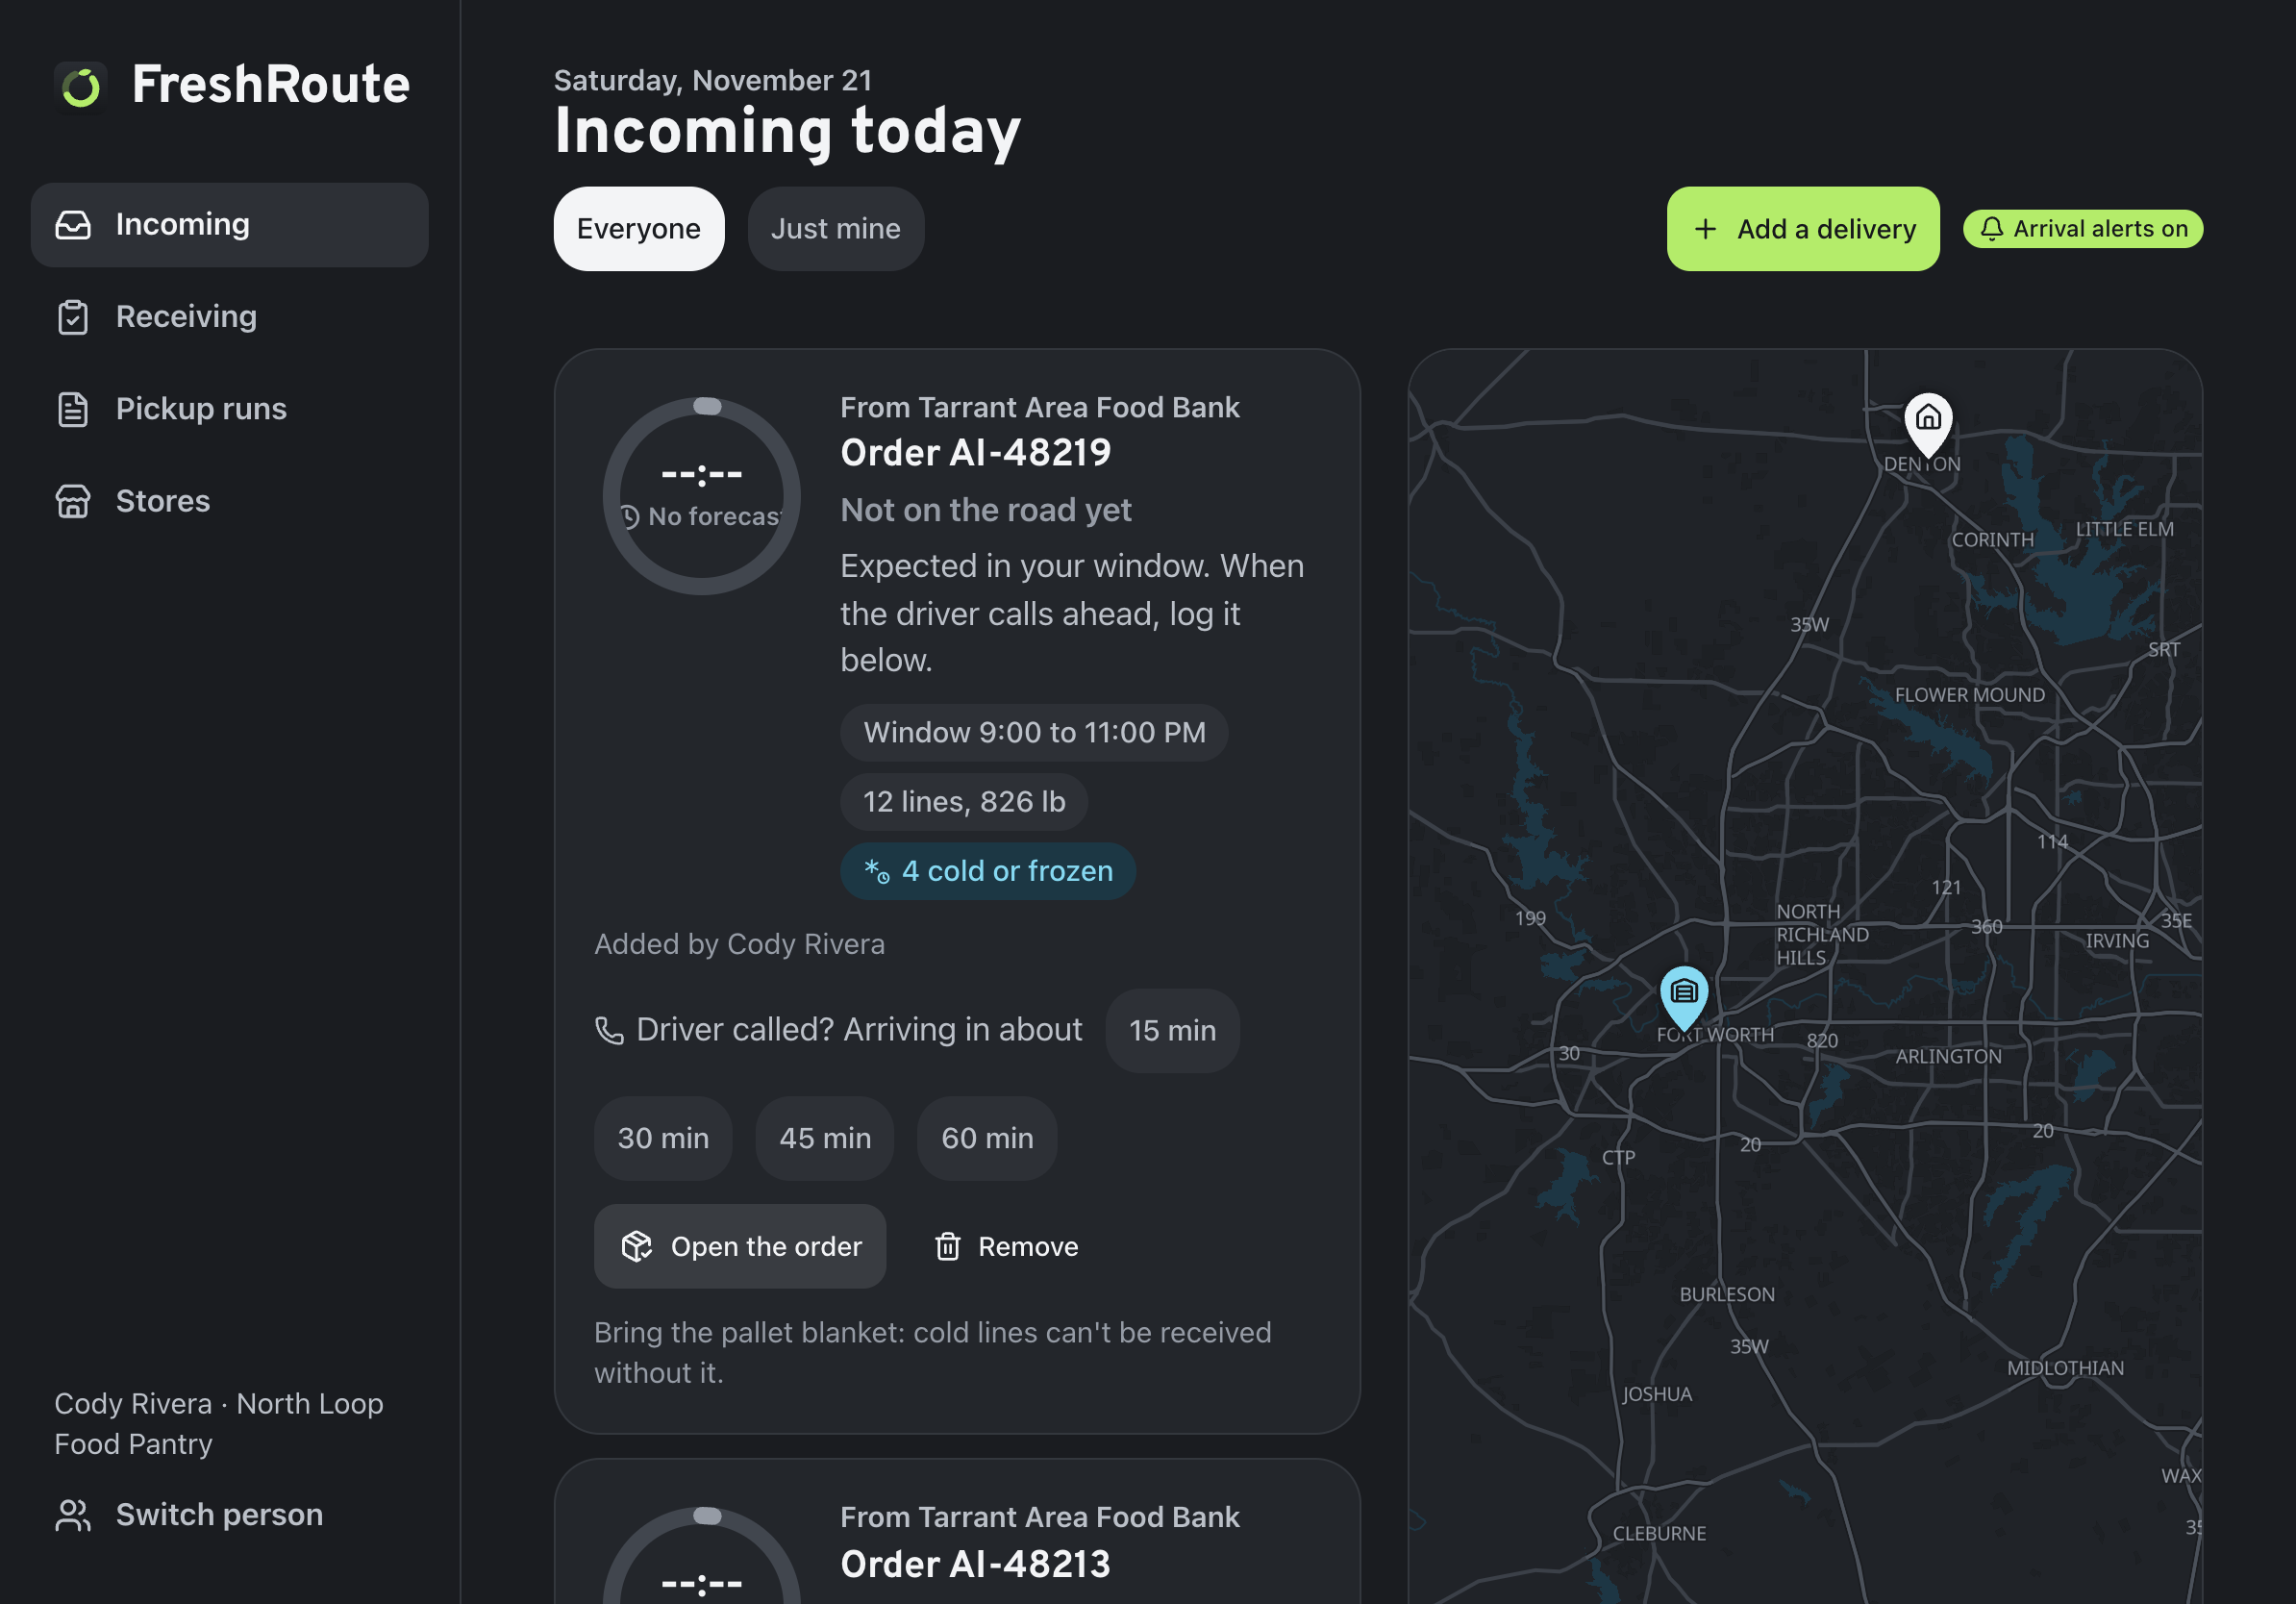 FreshRoute
Incoming
Receiving
Pickup runs
Stores
Cody Rivera · North Loop
Food Pantry
Switch person
Saturday, November 21
Incoming today
Everyone
Just mine
+ Add a delivery
Arrival alerts on
--:--
No forecast
From Tarrant Area Food Bank
Order AI-48219
Not on the road yet
Expected in your window. When
the driver calls ahead, log it
below.
Window 9:00 to 11:00 PM
12 lines, 826 lb
4 cold or frozen
Added by Cody Rivera
Driver called? Arriving in about
15 min
30 min
45 min
60 min
Open the order
Remove
Bring the pallet blanket: cold lines can't be received
without it.
--:--
From Tarrant Area Food Bank
Order AI-48213
DENTON
CORINTH
LITTLE ELM
35W
SRT
FLOWER MOUND
114
121
199
NORTH
RICHLAND
HILLS
360
35E
IRVING
FORT WORTH
820
30
ARLINGTON
20
20
CTP
BURLESON
35W
MIDLOTHIAN
JOSHUA
WAX
35
CLEBURNE